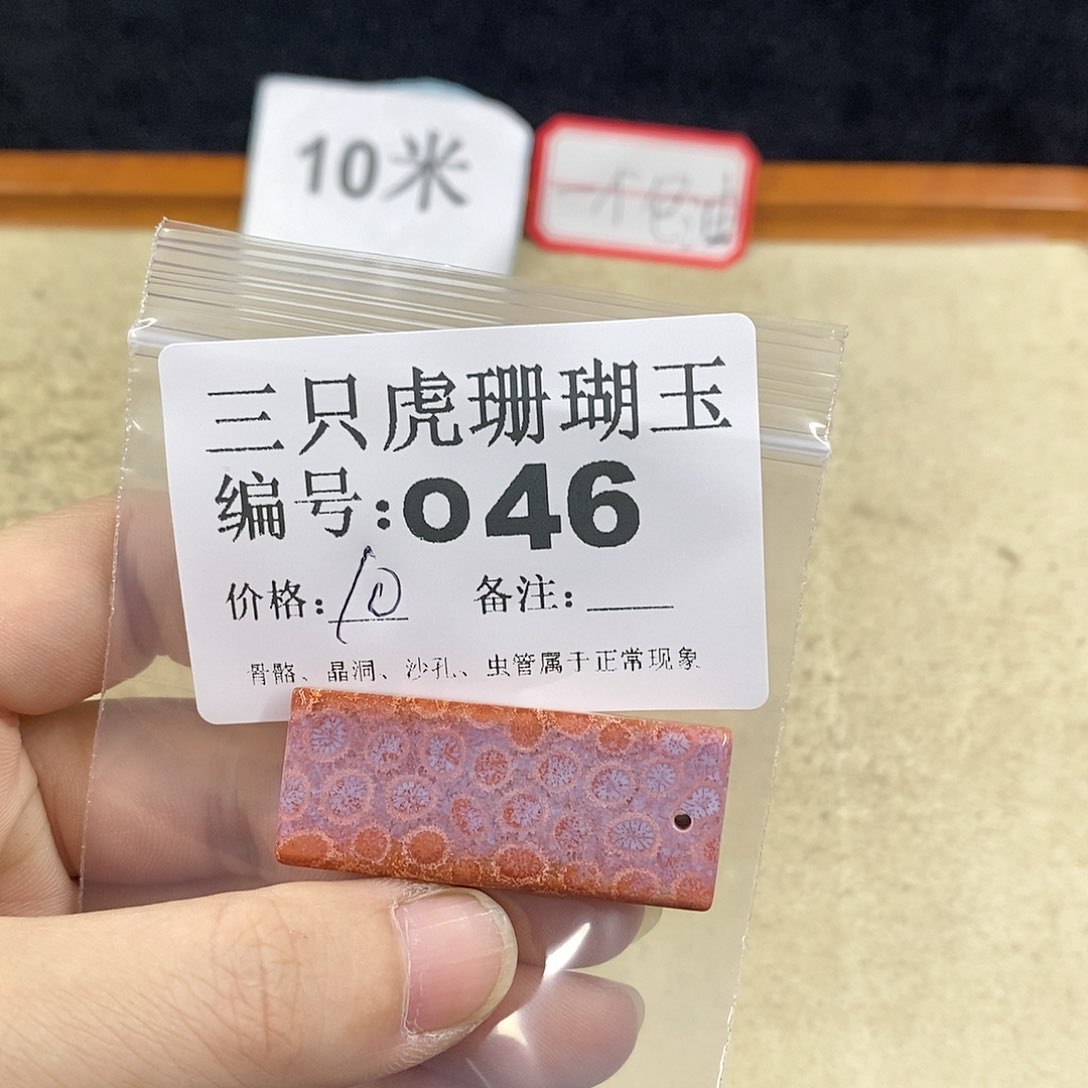 10米
三只虎珊瑚玉
编号:046
价格:10 备注:____
骨骼、晶洞、沙孔、虫管属于正常现象